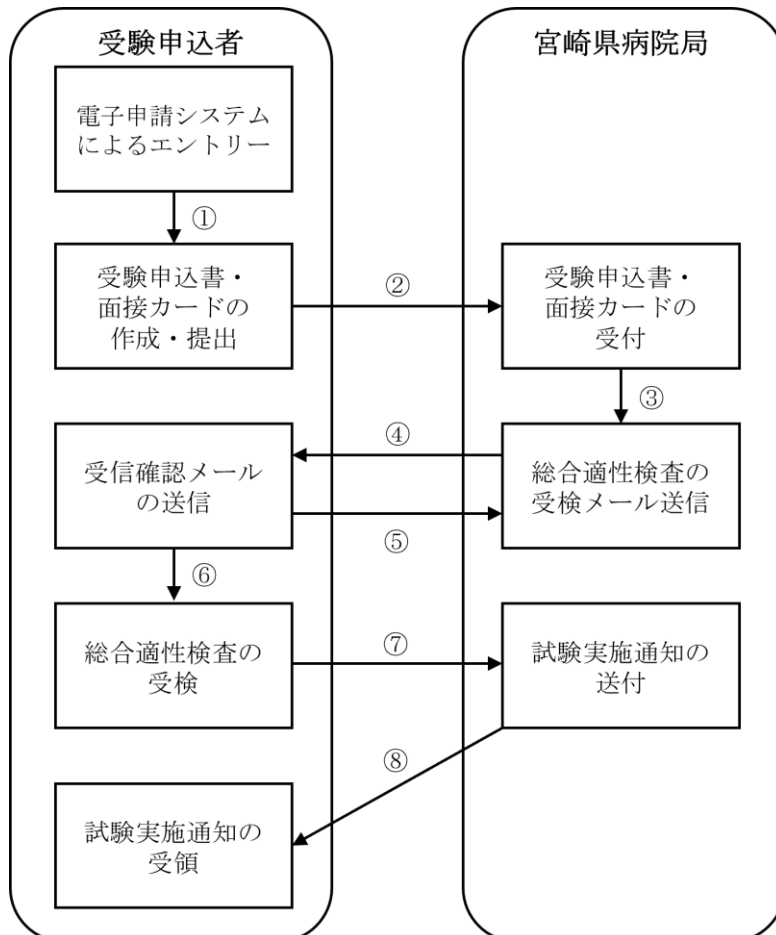 受験申込者
宮崎県病院局
電子申請システム
によるエントリー
①
受験申込書・
面接カードの
作成・提出
②
受験申込書・
面接カードの
受付
③
受信確認メール
の送信
④
⑤
総合適性検査の
受検メール送信
⑥
総合適性検査の
受検
⑦
試験実施通知の
送付
⑧
試験実施通知の
受領